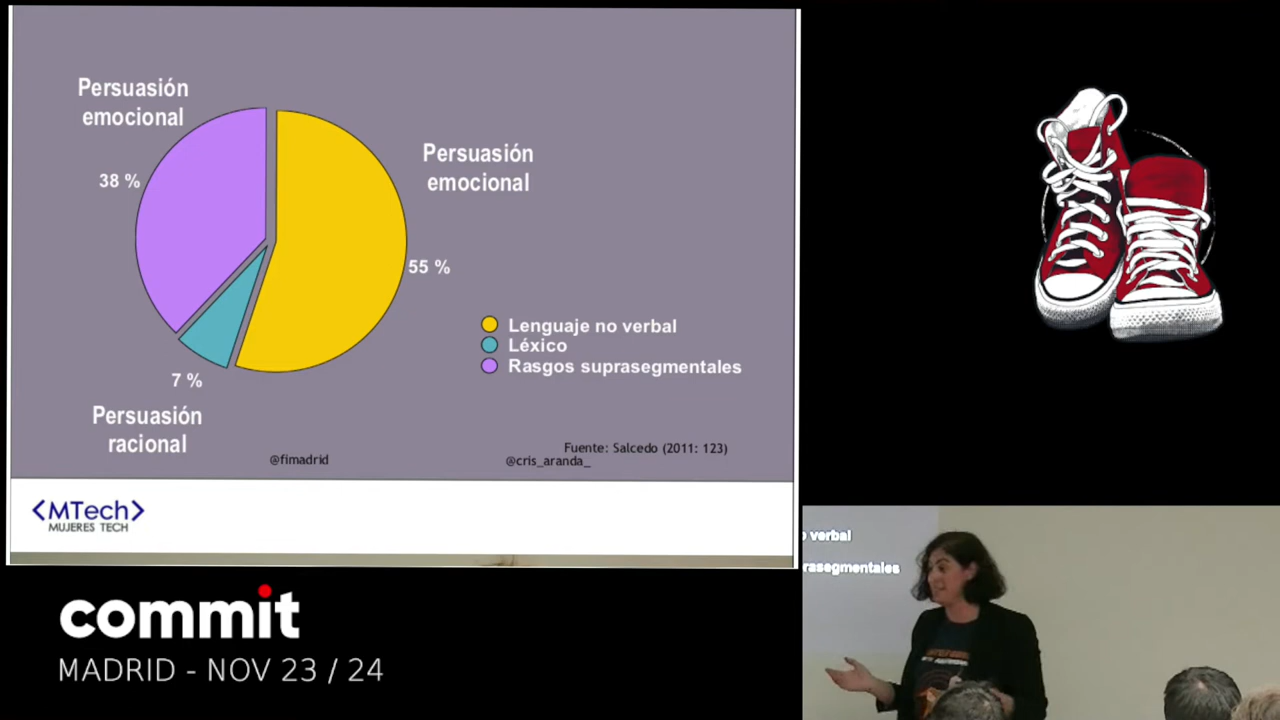 Persuasión
emocional
38 %
Persuasión
emocional
55 %
Lenguaje no verbal
Léxico
Rasgos suprasegmentales
7 %
Persuasión
racional
Fuente: Salcedo (2011: 123)
@fimadrid
@cris_aranda_
<MTech>
MUJERES TECH
commit
MADRID - NOV 23 / 24
verbal
rasegmentales